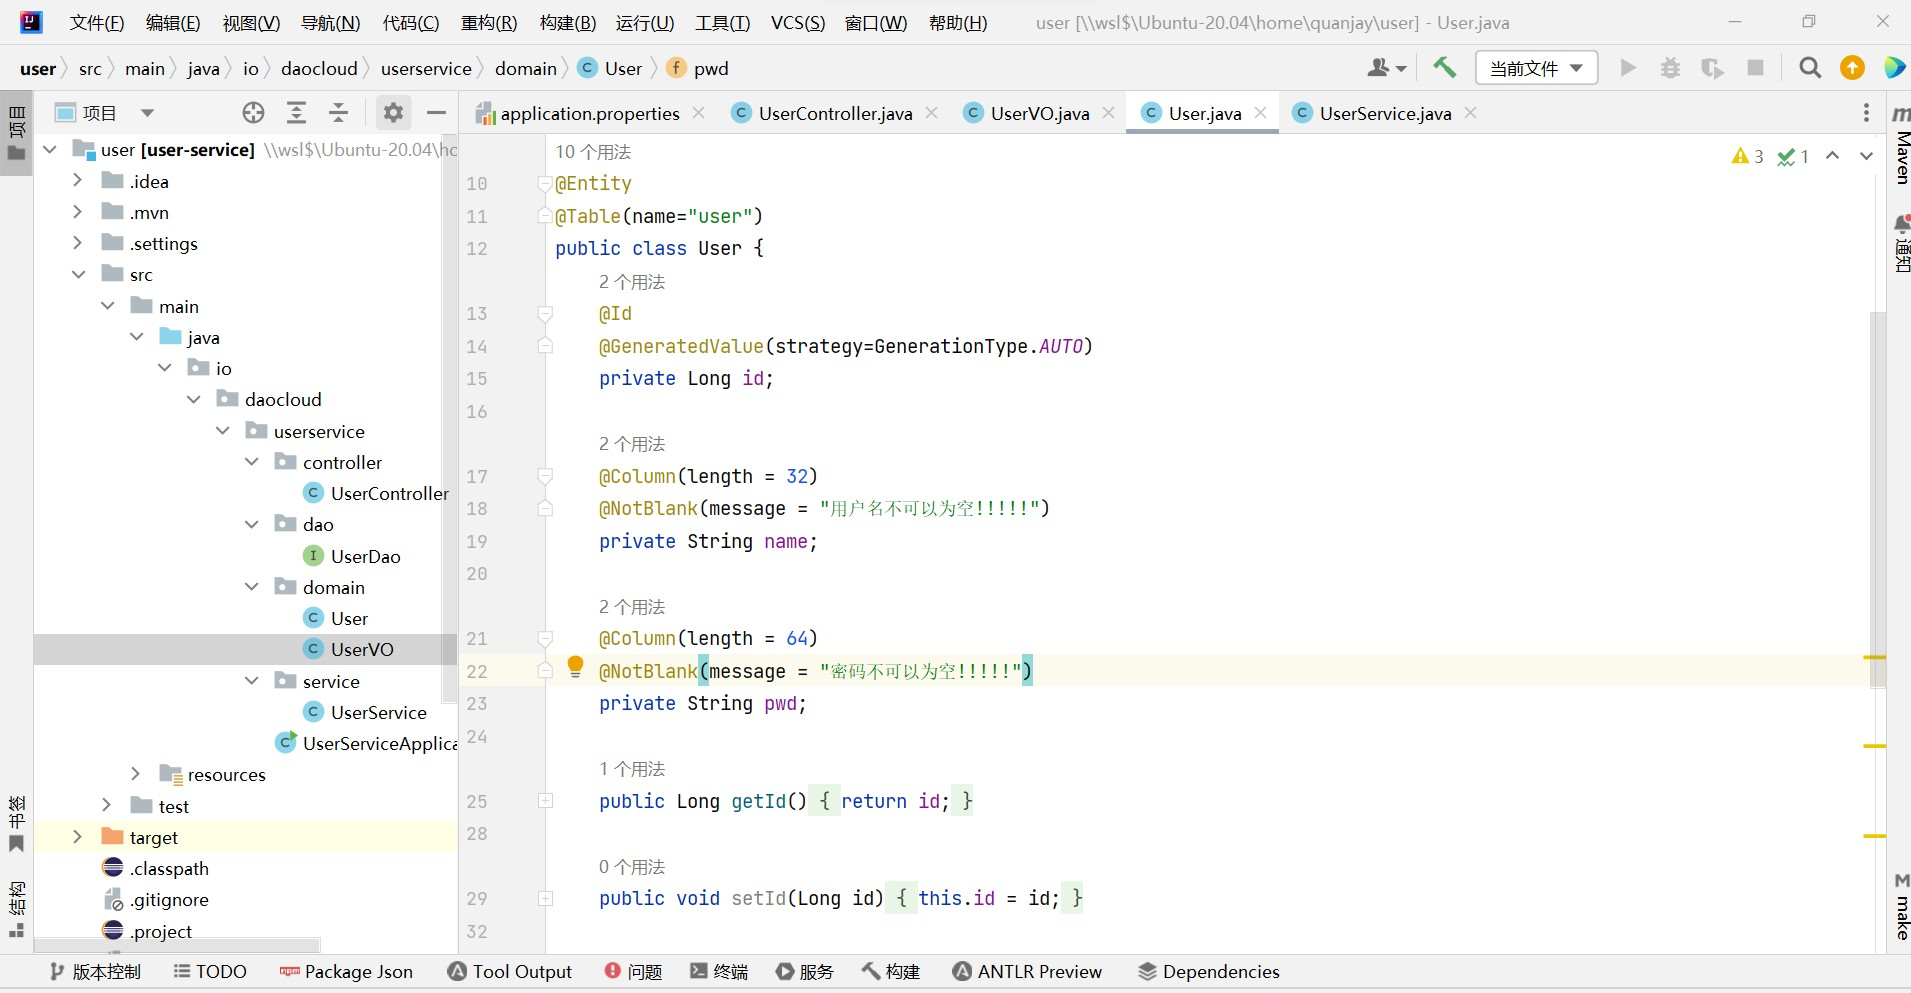 文件(F) 编辑(E) 视图(V) 导航(N) 代码(C) 重构(R) 构建(B) 运行(U) 工具(T) VCS(S) 窗口(W) 帮助(H) user [\\wsl$\Ubuntu-20.04\home\quanjay\user] - User.java
user src main java io daocloud userservice domain C User f pwd 当前文件
项目
application.properties UserController.java UserVO.java User.java UserService.java
项目
书签
结构
user [user-service] \\wsl$\Ubuntu-20.04\hc
.idea
.mvn
.settings
src
main
java
io
daocloud
userservice
controller
UserController
dao
UserDao
domain
User
UserVO
service
UserService
UserServiceApplica
resources
test
target
.classpath
.gitignore
.project
3 1
10 个用法
10 @Entity
11 @Table(name="user")
12 public class User {
2 个用法
13 @Id
14 @GeneratedValue(strategy=GenerationType.AUTO)
15 private Long id;
16
2 个用法
17 @Column(length = 32)
18 @NotBlank(message = "用户名不可以为空!!!!!")
19 private String name;
20
2 个用法
21 @Column(length = 64)
22 @NotBlank(message = "密码不可以为空!!!!!")
23 private String pwd;
24
1 个用法
25 public Long getId() { return id; }
28
0 个用法
29 public void setId(Long id) { this.id = id; }
32
Maven
通知
make
版本控制 TODO Package Json Tool Output 问题 终端 服务 构建 ANTLR Preview Dependencies